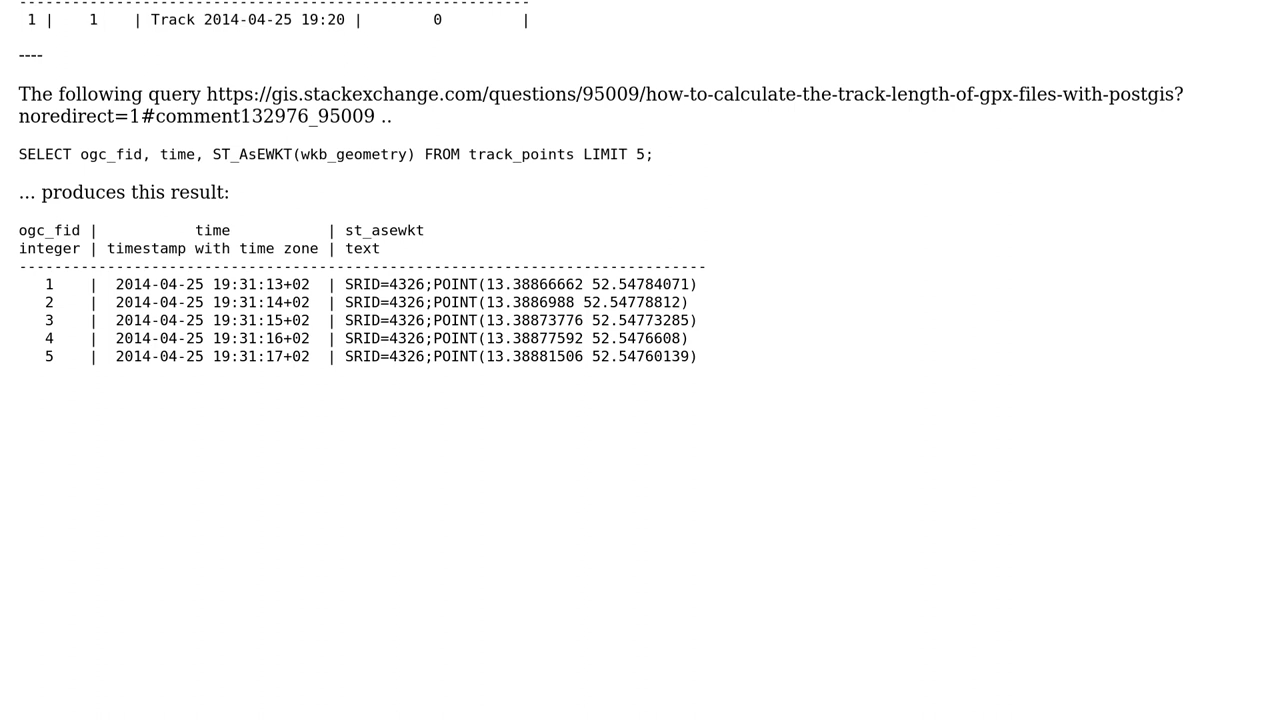 1 | 1 | Track 2014-04-25 19:20 | 0 |
----
The following query https://gis.stackexchange.com/questions/95009/how-to-calculate-the-track-length-of-gpx-files-with-postgis?
noredirect=1#comment132976_95009 ..
SELECT ogc_fid, time, ST_AsEWKT(wkb_geometry) FROM track_points LIMIT 5;
... produces this result:
ogc_fid | time | st_asewkt
integer | timestamp with time zone | text
------------------------------------------------------------------------------
1 | 2014-04-25 19:31:13+02 | SRID=4326;POINT(13.38866662 52.54784071)
2 | 2014-04-25 19:31:14+02 | SRID=4326;POINT(13.3886988 52.54778812)
3 | 2014-04-25 19:31:15+02 | SRID=4326;POINT(13.38873776 52.54773285)
4 | 2014-04-25 19:31:16+02 | SRID=4326;POINT(13.38877592 52.5476608)
5 | 2014-04-25 19:31:17+02 | SRID=4326;POINT(13.38881506 52.54760139)